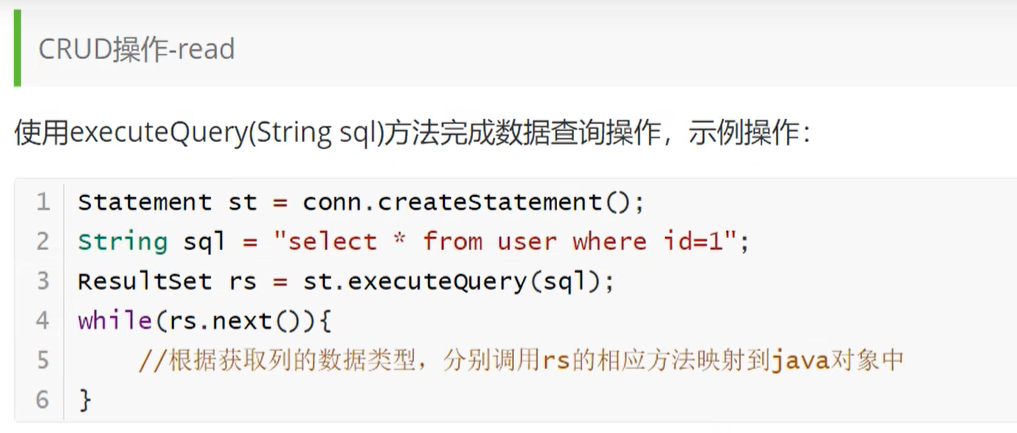 CRUD操作-read
使用executeQuery(String sql)方法完成数据查询操作，示例操作：
1 Statement st = conn.createStatement();
2 String sql = "select * from user where id=1";
3 ResultSet rs = st.executeQuery(sql);
4 while(rs.next()){
5     //根据获取列的数据类型，分别调用rs的相应方法映射到java对象中
6 }